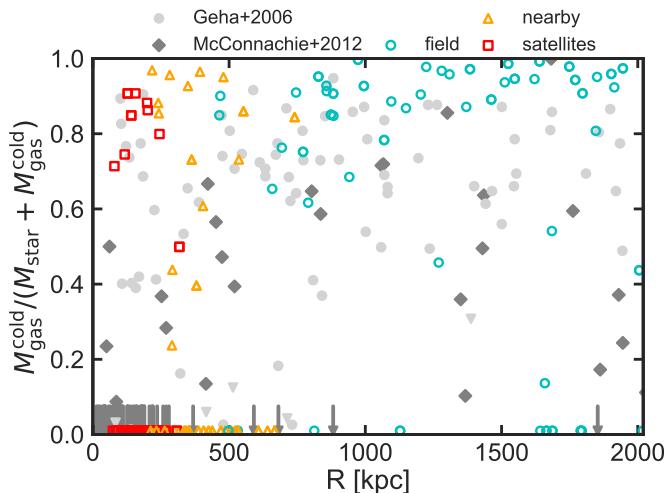 Geha+2006
nearby
McConnachie+2012
field
satellites
1.0
0.8
0.6
0.4
0.2
0.0
M_gas^cold/(M_star + M_gas^cold)
0
500
1000
1500
2000
R [kpc]